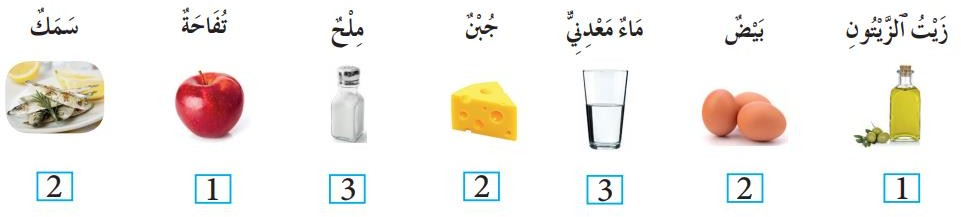 زَيْتُ ٱلزَّيْتُونِ بَيْضٌ مَاءٌ مَعْدِنِيٌّ جُبْنٌ مِلْحٌ تُفَاحَةٌ سَمَكٌ
1 2 3 2 3 1 2